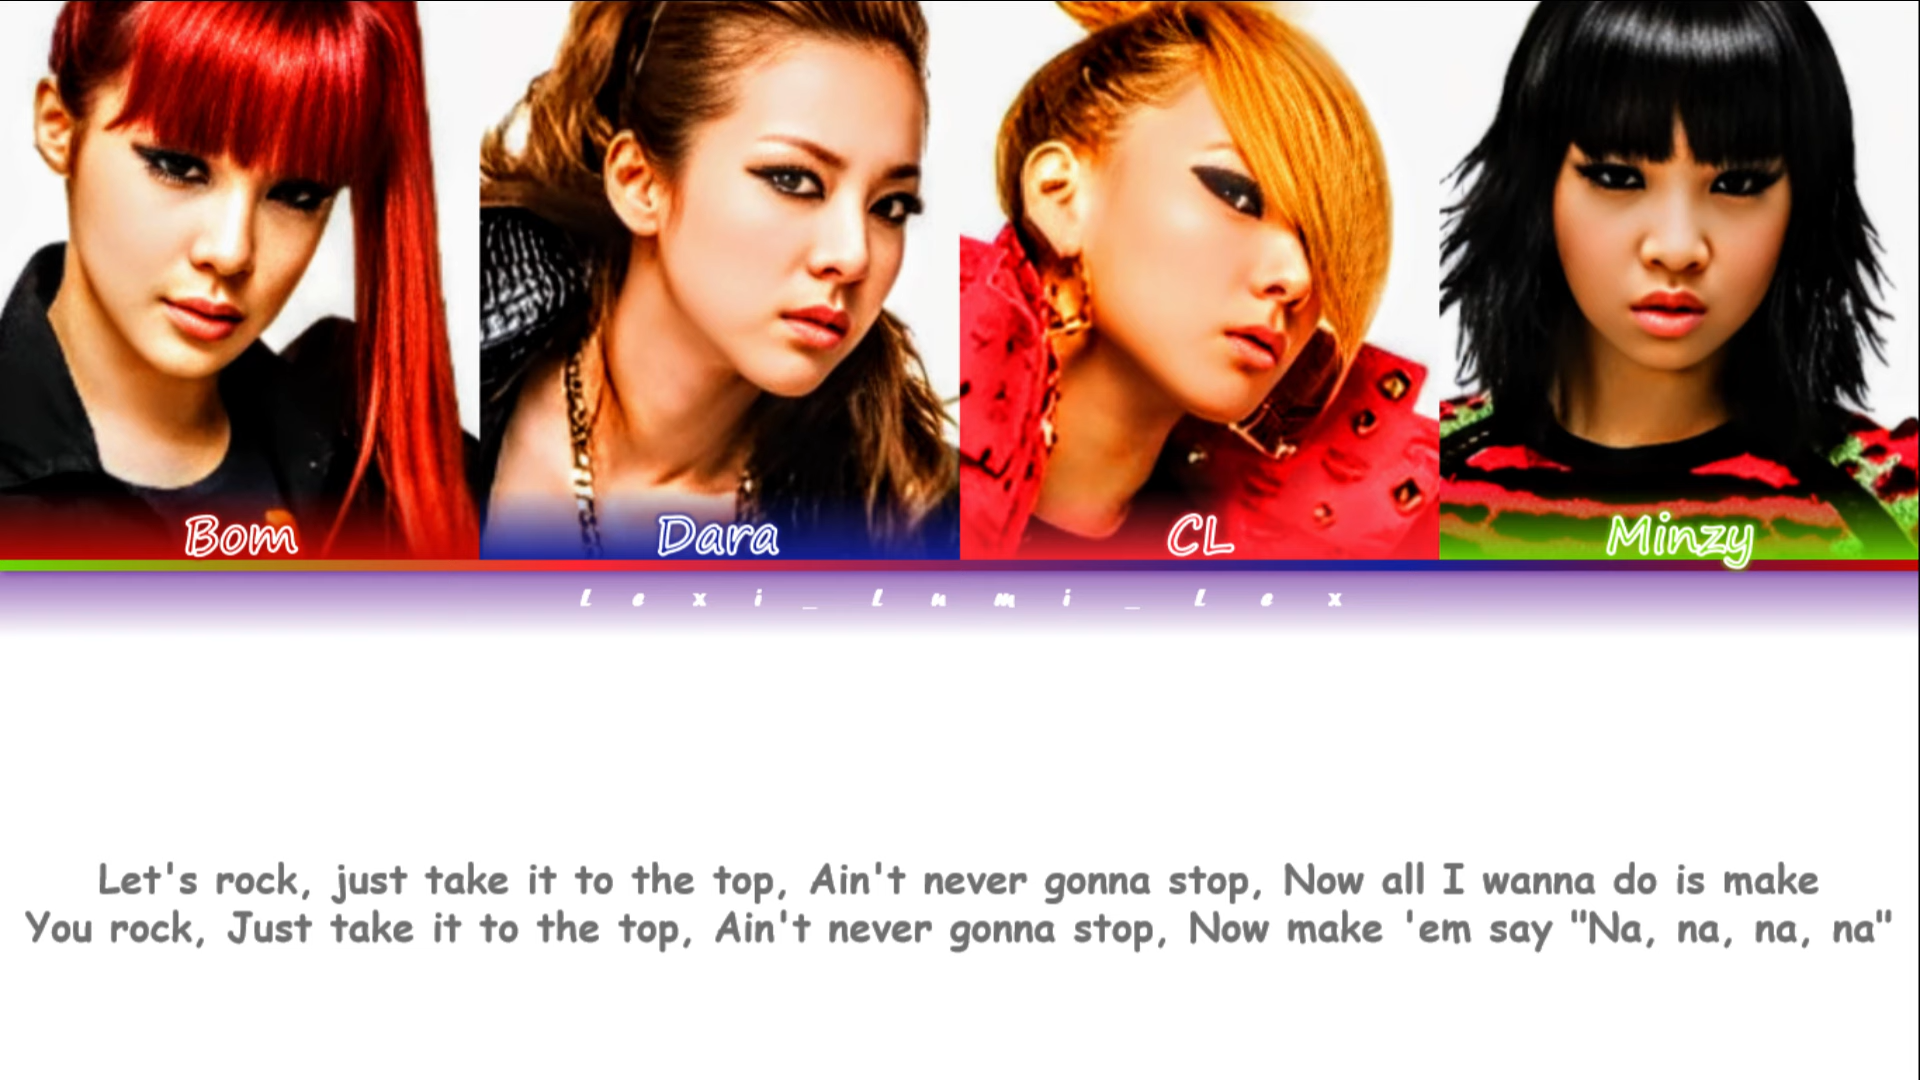 Bom Dara CL Minzy
Lexi_Lumi_Lex
Let's rock, just take it to the top, Ain't never gonna stop, Now all I wanna do is make
You rock, Just take it to the top, Ain't never gonna stop, Now make 'em say "Na, na, na, na"